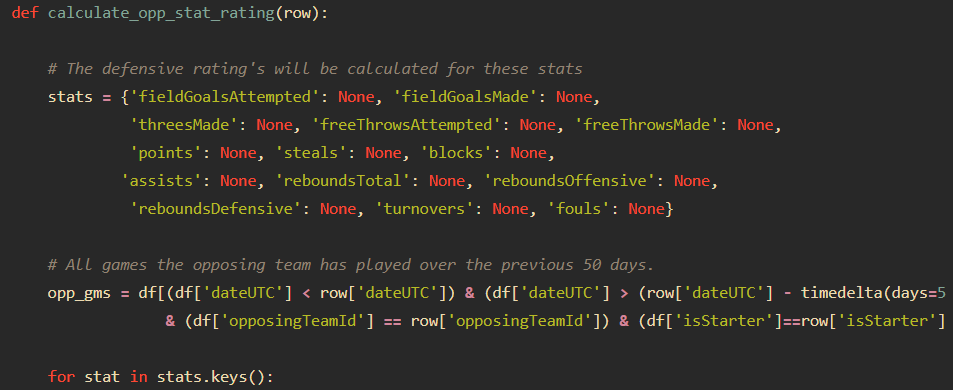 def calculate_opp_stat_rating(row):
# The defensive rating's will be calculated for these stats
stats = {'fieldGoalsAttempted': None, 'fieldGoalsMade': None,
'threesMade': None, 'freeThrowsAttempted': None, 'freeThrowsMade': None,
'points': None, 'steals': None, 'blocks': None,
'assists': None, 'reboundsTotal': None, 'reboundsOffensive': None,
'reboundsDefensive': None, 'turnovers': None, 'fouls': None}
# All games the opposing team has played over the previous 50 days.
opp_gms = df[(df['dateUTC'] < row['dateUTC']) & (df['dateUTC'] > (row['dateUTC'] - timedelta(days=5
& (df['opposingTeamId'] == row['opposingTeamId']) & (df['isStarter']==row['isStarter']
for stat in stats.keys():